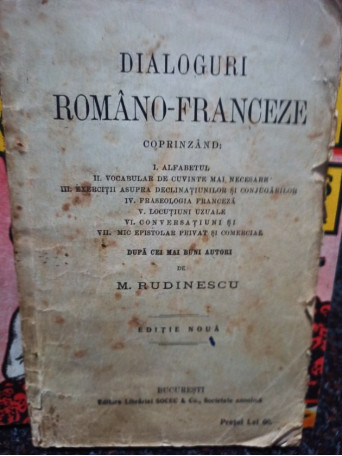 DIALOGURI
ROMÂNO-FRANCEZE
COPRINZÂND:
I. ALFABETUL
II. VOCABULAR DE CUVINTE MAI NECESARE
III. EXERCIȚII ASUPRA DECLINAȚIUNILOR ȘI CONJUGĂRILOR
IV. FRASEOLOGIA FRANCEZĂ
V. LOCUȚIUNI UZUALE
VI. CONVERSAȚIUNI ȘI
VII. MIC EPISTOLAR PRIVAT ȘI COMERCIAL
DUPĂ CEI MAI BUNI AUTORI
DE
M. RUDINESCU
EDIȚIE NOUĂ
BUCUREȘTI
Editura Librăriei SOCEC & Co., Societate anonimă
Prețul Lei